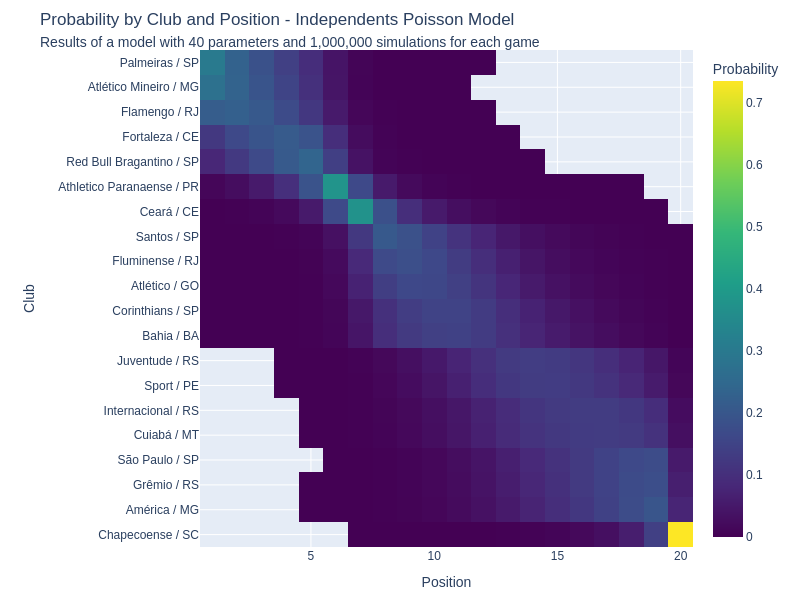 Probability by Club and Position - Independents Poisson Model
Results of a model with 40 parameters and 1,000,000 simulations for each game
Probability
Palmeiras / SP
Atlético Mineiro / MG
Flamengo / RJ
Fortaleza / CE
Red Bull Bragantino / SP
Athletico Paranaense / PR
Ceará / CE
Santos / SP
Fluminense / RJ
Atlético / GO
Corinthians / SP
Bahia / BA
Juventude / RS
Sport / PE
Internacional / RS
Cuiabá / MT
São Paulo / SP
Grêmio / RS
América / MG
Chapecoense / SC
Club
5
10
15
20
Position
0.7
0.6
0.5
0.4
0.3
0.2
0.1
0